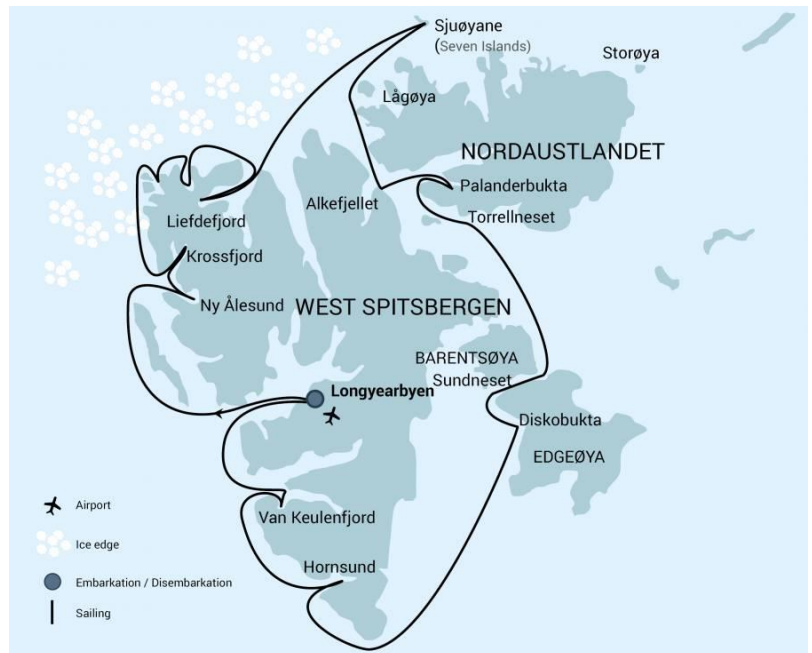 Sjuøyane
(Seven Islands)
Storøya
Lågøya
NORDAUSTLANDET
Palanderbukta
Alkefjellet
Torrellneset
Liefdefjord
Krossfjord
Ny Ålesund
WEST SPITSBERGEN
BARENTSØYA
Sundneset
Longyearbyen
Diskobukta
EDGEØYA
Van Keulenfjord
Hornsund
Airport
Ice edge
Embarkation / Disembarkation
Sailing